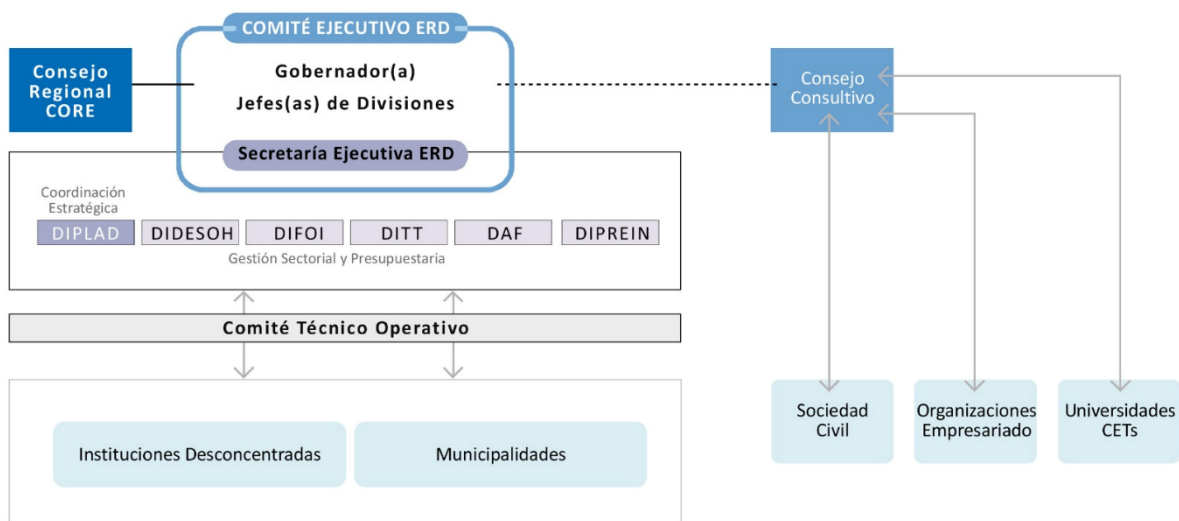 COMITÉ EJECUTIVO ERD
Consejo
Regional
CORE
Gobernador(a)
Jefes(as) de Divisiones
Secretaría Ejecutiva ERD
Consejo
Consultivo
Coordinación
Estratégica
DIPLAD
DIDESOH
DIFOI
DITT
DAF
DIPREIN
Gestión Sectorial y Presupuestaria
Comité Técnico Operativo
Instituciones Desconcentradas
Municipalidades
Sociedad
Civil
Organizaciones
Empresariado
Universidades
CETs